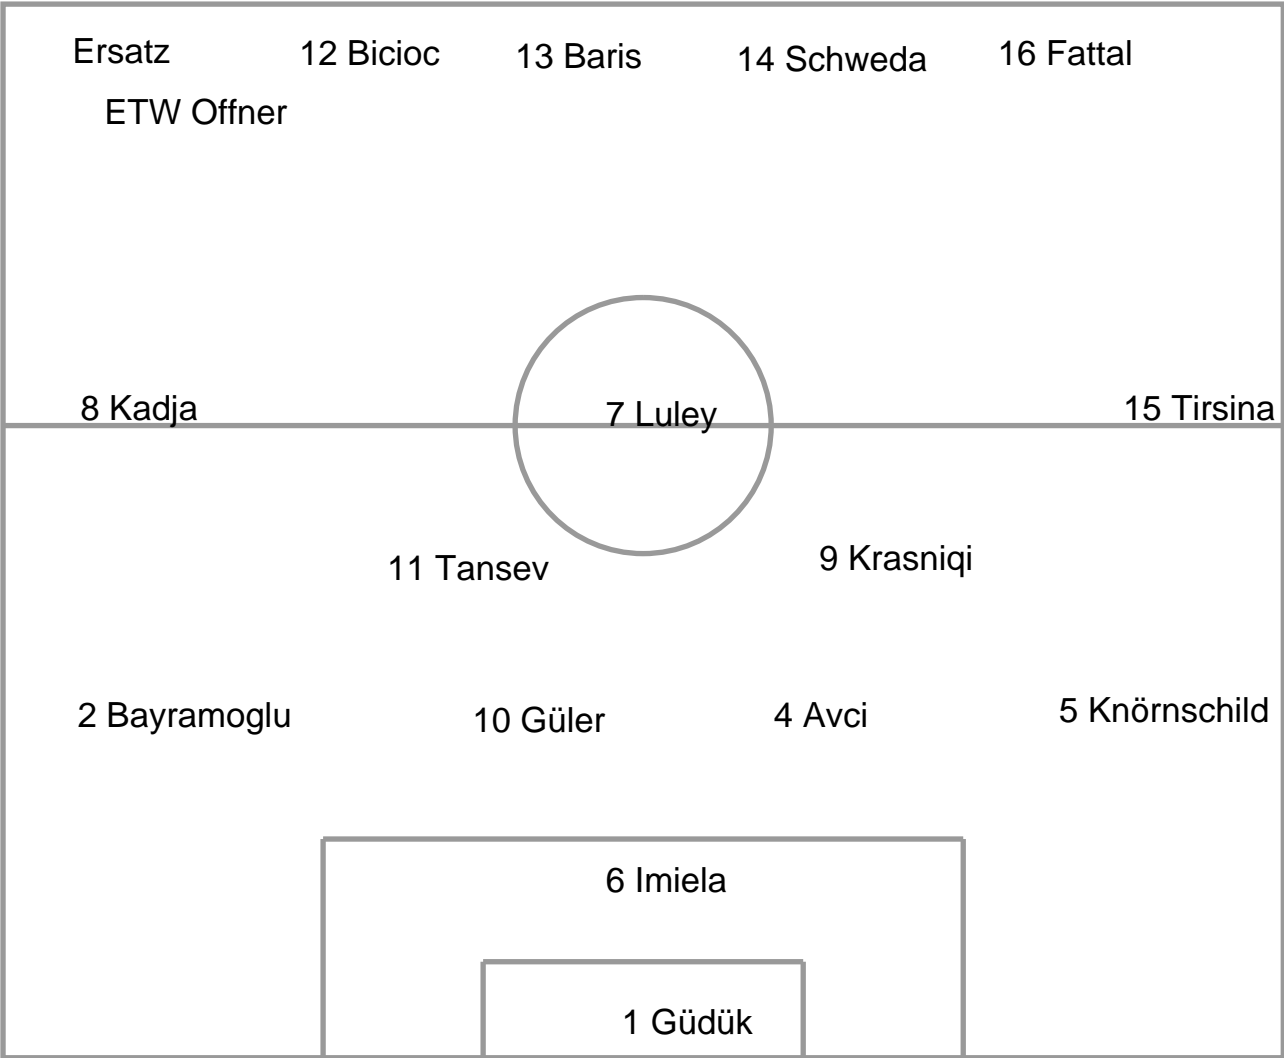 Ersatz 12 Bicioc 13 Baris 14 Schweda 16 Fattal
ETW Offner
8 Kadja 7 Luley 15 Tirsina
11 Tansev 9 Krasniqi
2 Bayramoglu 10 Güler 4 Avci 5 Knörnschild
6 Imiela
1 Güdük